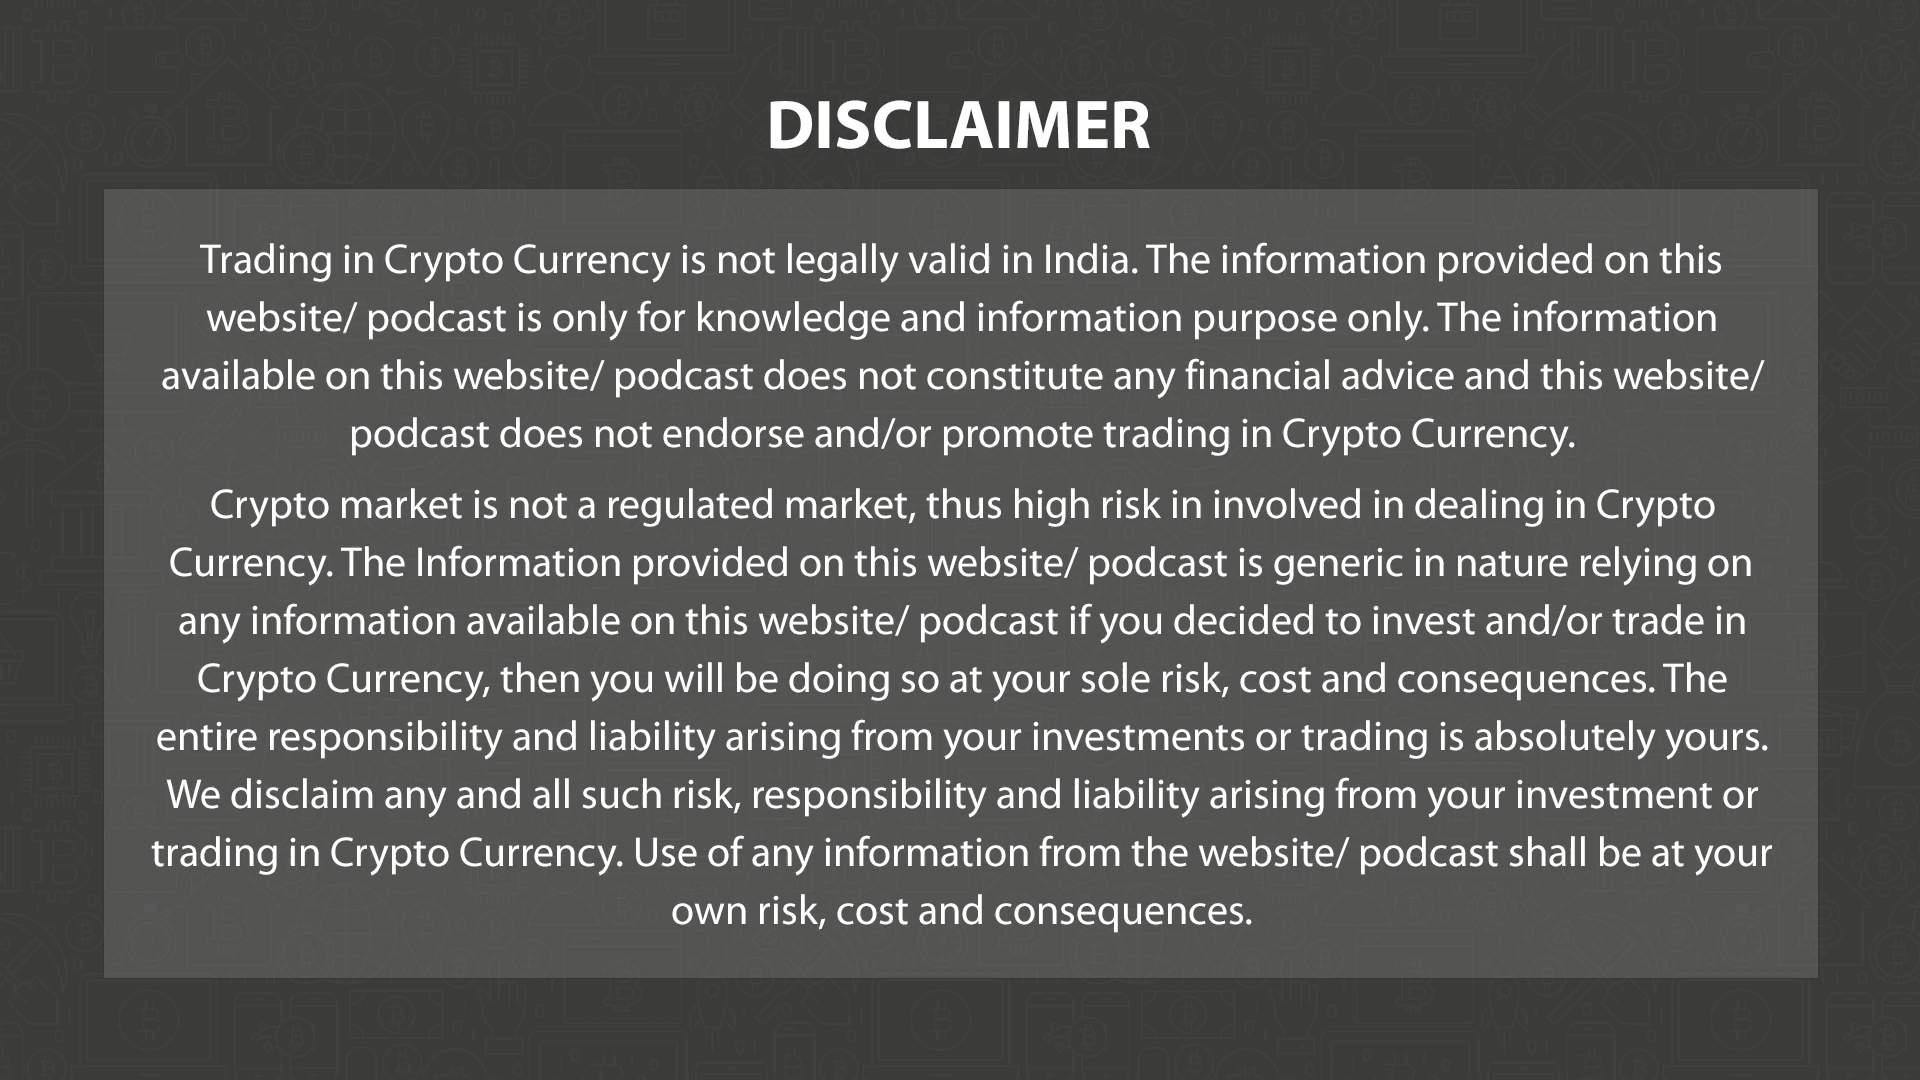 DISCLAIMER
Trading in Crypto Currency is not legally valid in India. The information provided on this
website/ podcast is only for knowledge and information purpose only. The information
available on this website/ podcast does not constitute any financial advice and this website/
podcast does not endorse and/or promote trading in Crypto Currency.
Crypto market is not a regulated market, thus high risk in involved in dealing in Crypto
Currency. The Information provided on this website/ podcast is generic in nature relying on
any information available on this website/ podcast if you decided to invest and/or trade in
Crypto Currency, then you will be doing so at your sole risk, cost and consequences. The
entire responsibility and liability arising from your investments or trading is absolutely yours.
We disclaim any and all such risk, responsibility and liability arising from your investment or
trading in Crypto Currency. Use of any information from the website/ podcast shall be at your
own risk, cost and consequences.